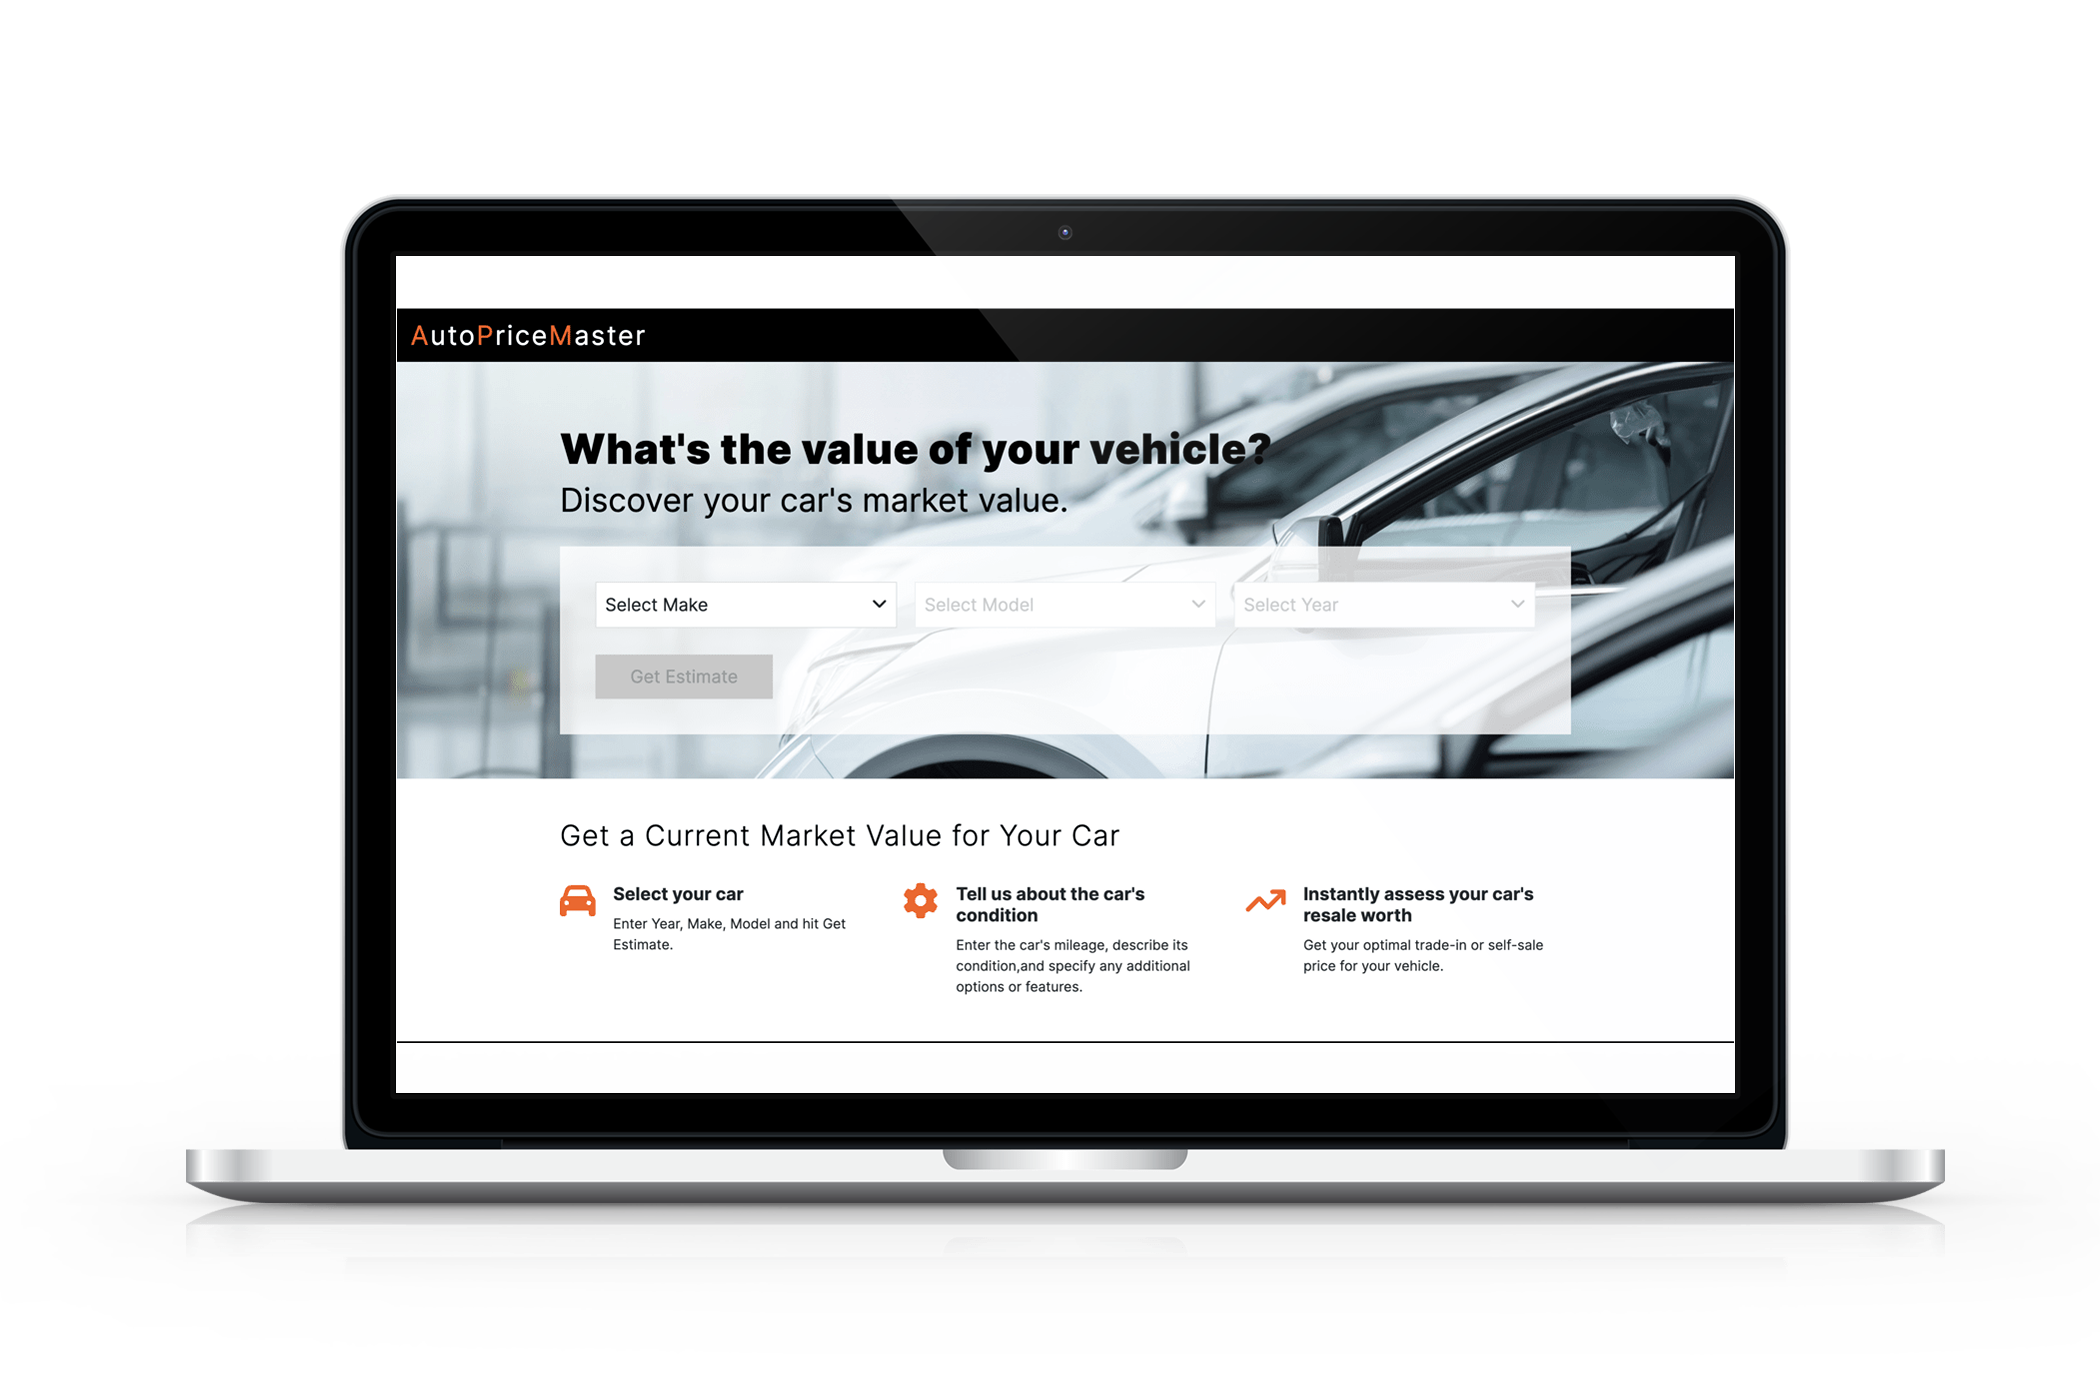 AutoPriceMaster
What's the value of your vehicle?
Discover your car's market value.
Select Make
Select Model
Select Year
Get Estimate
Get a Current Market Value for Your Car
Select your car
Enter Year, Make, Model and hit Get
Estimate.
Tell us about the car's
condition
Enter the car's mileage, describe its
condition,and specify any additional
options or features.
Instantly assess your car's
resale worth
Get your optimal trade-in or self-sale
price for your vehicle.